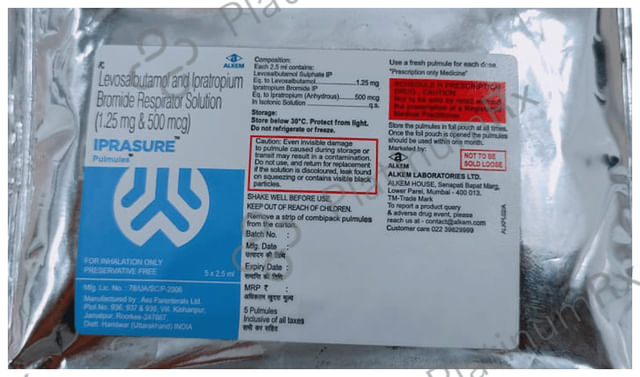 Rx
Levosalbutamol and Ipratropium
Bromide Respirator Solution
(1.25 mg & 500 mcg)
IPRASURE™
Pulmules™
FOR INHALATION ONLY
PRESERVATIVE FREE
5 x 2.5 ml
Mfg. Lic. No. : 78/UA/SC/P-2006
Manufactured by : Aes Parenterals Ltd.
Plot No. 936, 937 & 939, Vill. Kishanpur,
Jamalpur, Roorkee-247667,
Distt. Haridwar (Uttarakhand) INDIA
ALKEM
Composition:
Each 2.5 ml contains:
Levosalbutamol Sulphate IP
Eq. to Levosalbutamol 1.25 mg
Ipratropium Bromide IP
Eq. to Ipratropium (Anhydrous) 500 mcg
In Isotonic Solution q.s.
Storage:
Store below 30°C. Protect from light.
Do not refrigerate or freeze.
Caution: Even invisible damage
to pulmule caused during storage or
transit may result in a contamination.
Do not use, and return for replacement
if the solution is discoloured, leak found
on squeezing or contains visible black
particles.
SHAKE WELL BEFORE USE.
KEEP OUT OF REACH OF CHILDREN.
Remove a strip of combipack pulmules
from the carton.
Batch No. :
Mfg. Date :
उत्पादन की तिथि
Expiry Date :
समाप्ति की तिथि
MRP ₹ :
अधिकतम खुदरा मूल्य
5 Pulmules
Inclusive of all taxes
सभी कर सहित
Use a fresh pulmule for each dose.
"Prescription only Medicine"
SCHEDULE H PRESCRIPTION
DRUG - CAUTION
Not to be sold by retail without
the prescription of a Registered
Medical Practitioner
Store the pulmules in foil pouch at all times.
Once the foil pouch is opened the pulmules
should be used within one month.
Marketed by:
ALKEM
NOT TO BE
SOLD LOOSE
ALKEM LABORATORIES LTD.
ALKEM HOUSE, Senapati Bapat Marg,
Lower Parel, Mumbai - 400 013.
TM-Trade Mark
To report a product query
& adverse drug event, please
reach us at - contact@alkem.com
Customer care 022 39829999